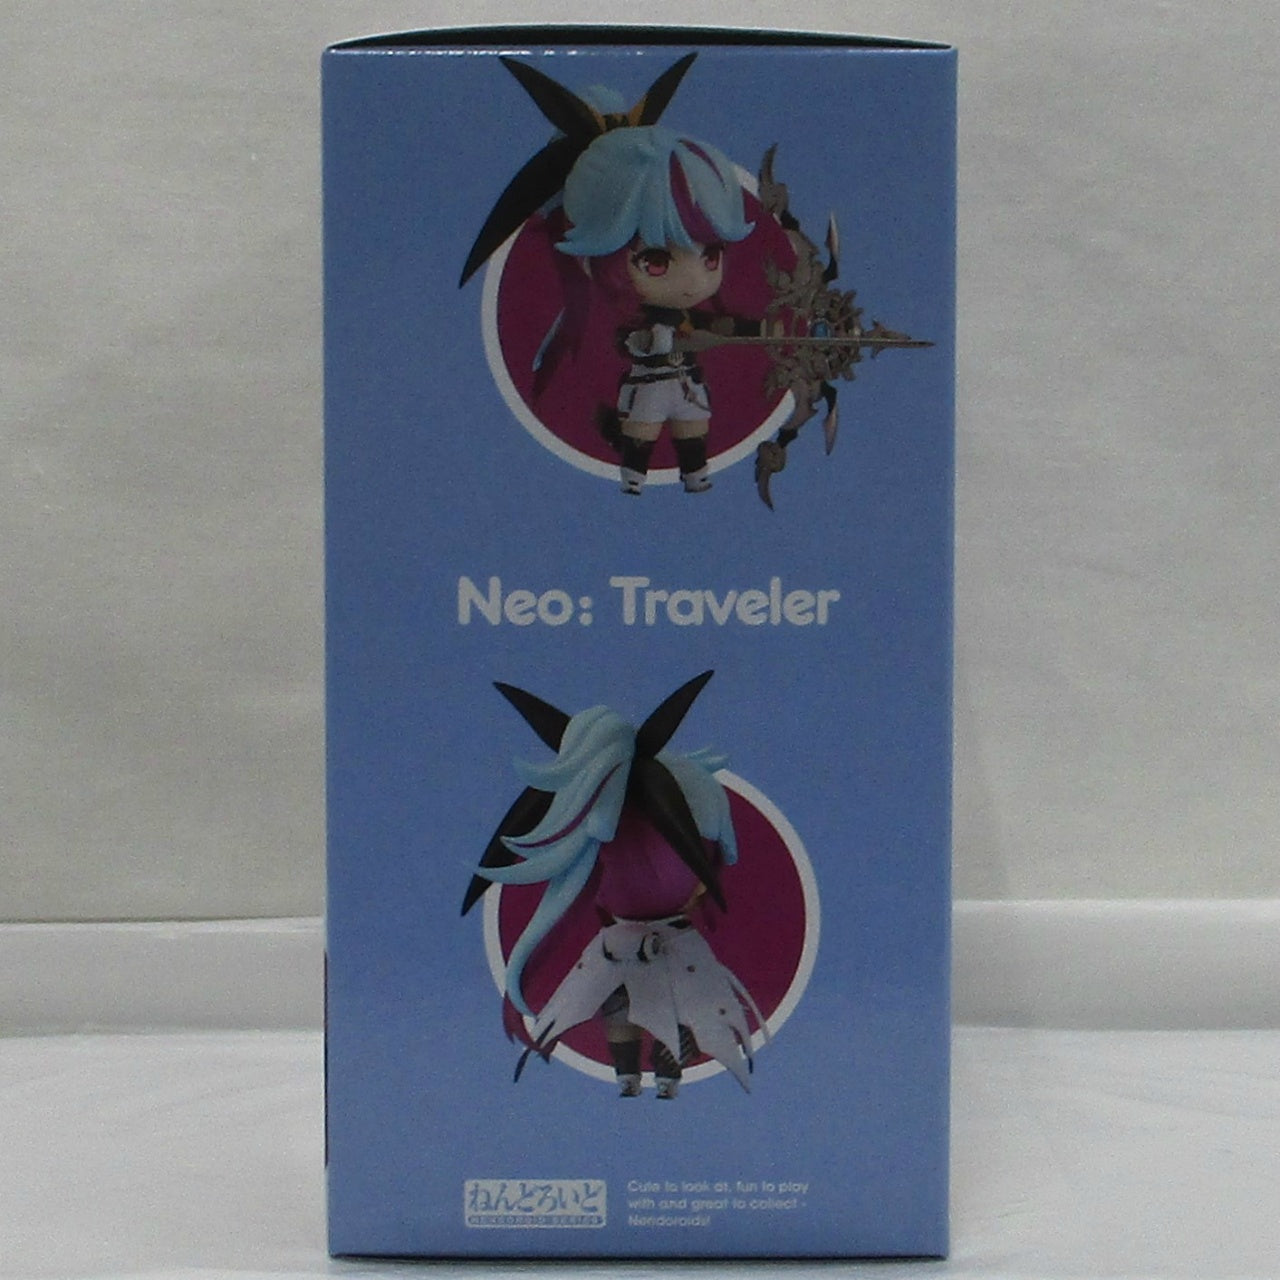 Neo: Traveler
ねんどろいど
NENDOROID SERIES
Cute to look at, fun to play
with and great to collect -
Nendoroids!